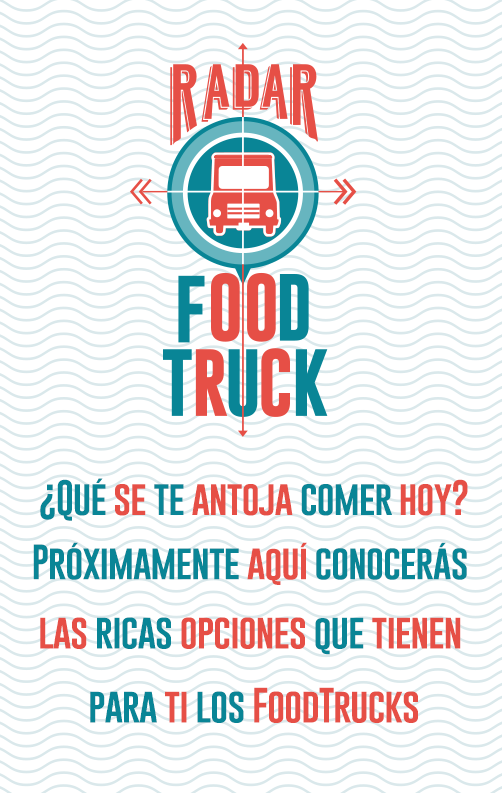 RADAR
FOOD
TRUCK
¿QUÉ SE TE ANTOJA COMER HOY?
PRÓXIMAMENTE AQUÍ CONOCERÁS
LAS RICAS OPCIONES QUE TIENEN
PARA TI LOS FOODTRUCKS